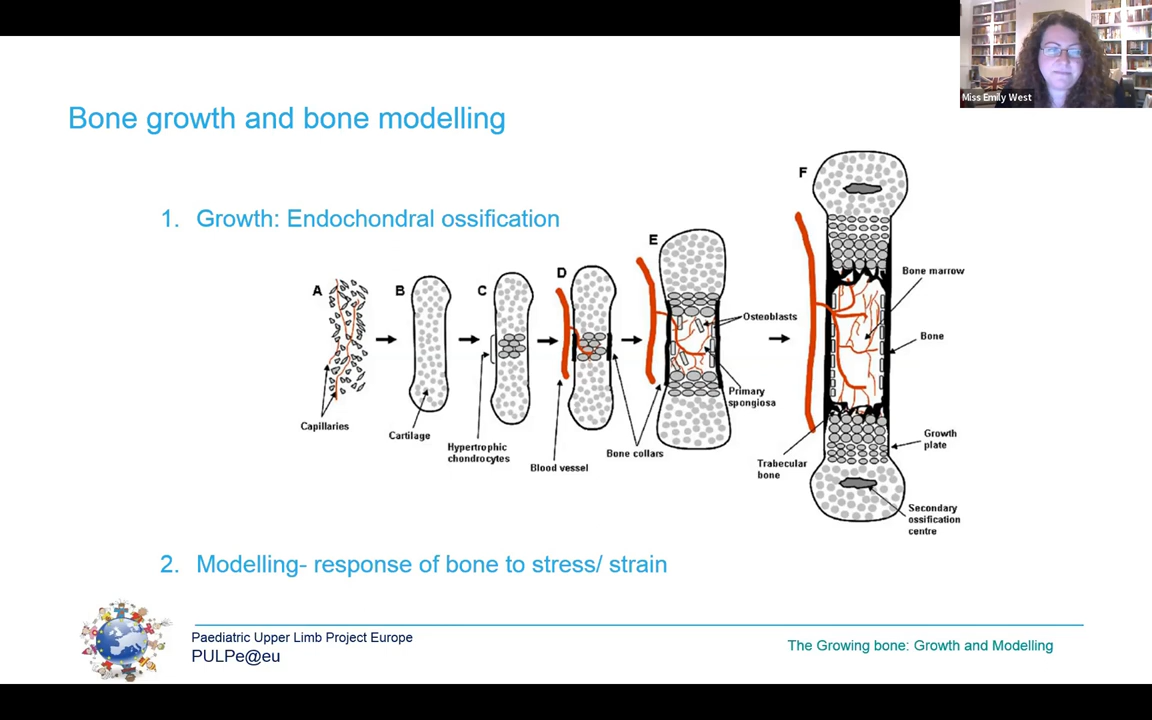 Miss Emily West
Bone growth and bone modelling
1. Growth: Endochondral ossification
A
B
C
D
E
F
Capillaries
Cartilage
Hypertrophic
chondrocytes
Blood vessel
Bone collars
Osteoblasts
Primary
spongiosa
Trabecular
bone
Bone marrow
Bone
Growth
plate
Secondary
ossification
centre
2. Modelling- response of bone to stress/ strain
Paediatric Upper Limb Project Europe
PULPe@eu
The Growing bone: Growth and Modelling